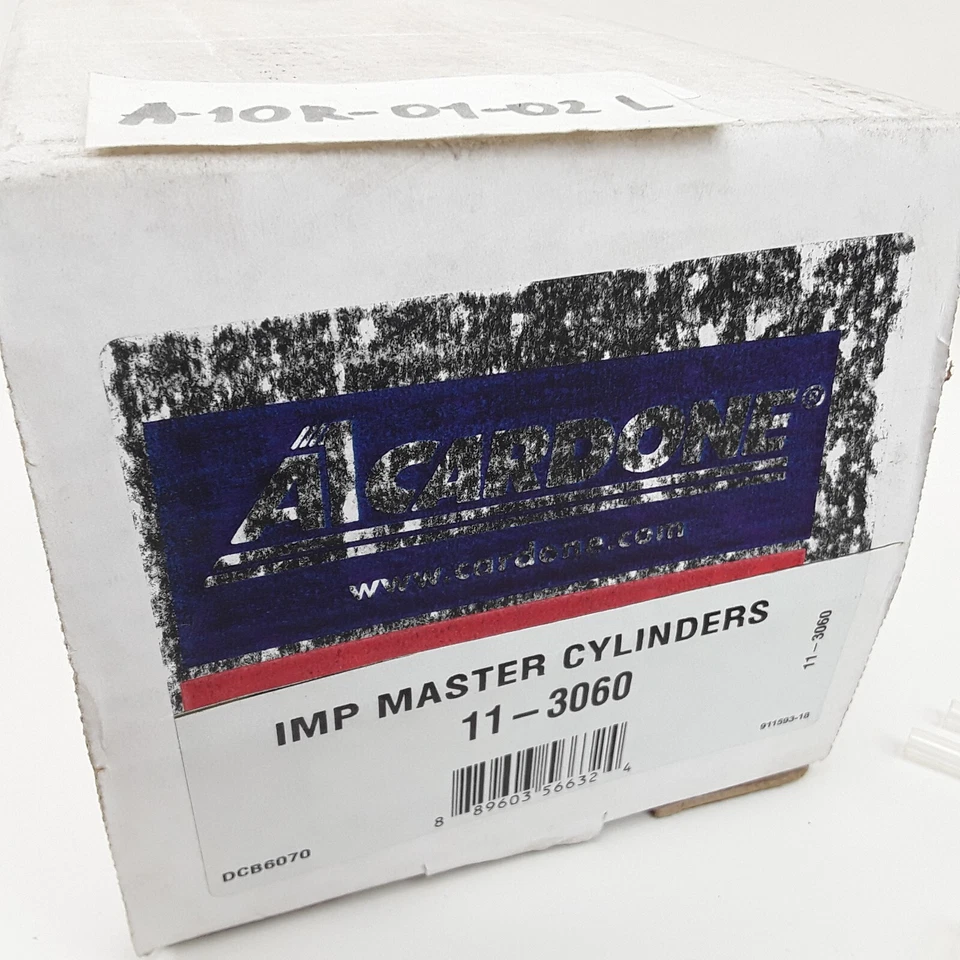 A-10R-01-02 L
A1 CARDONE®
www.cardone.com
IMP MASTER CYLINDERS
11-3060
11-3060
911593-18
8 89603 56632 4
DCB6070